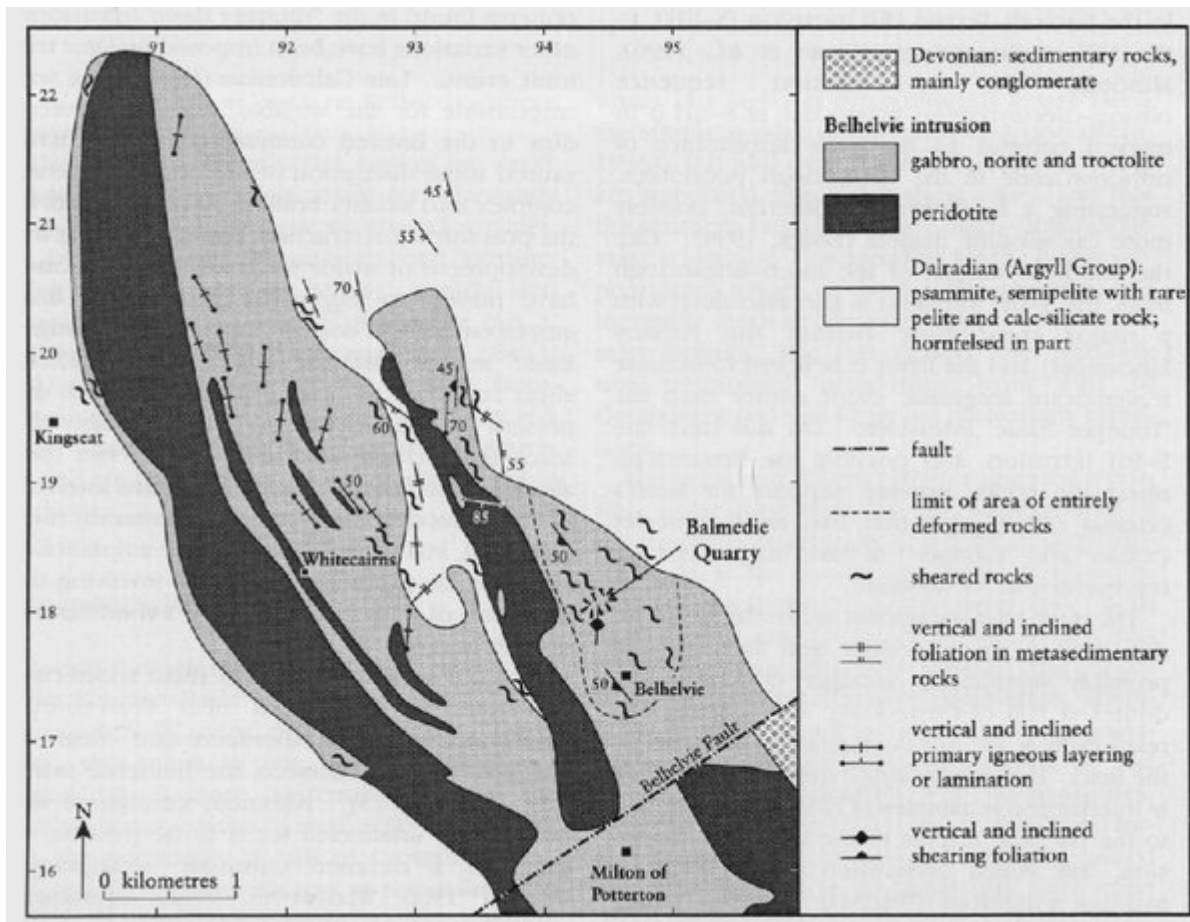 91
92
93
94
95
22
21
20
19
18
17
16
45
55
70
45
60
70
55
50
85
50
50
Kingseat
Whitecairns
Balmedie
Quarry
Belhelvie
Belhelvie Fault
Milton of
Potterton
N
0 kilometres 1
Devonian: sedimentary rocks,
mainly conglomerate
Belhelvie intrusion
gabbro, norite and troctolite
peridotite
Dalradian (Argyll Group):
psammite, semipelite with rare
pelite and calc-silicate rock;
hornfelsed in part
fault
limit of area of entirely
deformed rocks
sheared rocks
vertical and inclined
foliation in metasedimentary
rocks
vertical and inclined
primary igneous layering
or lamination
vertical and inclined
shearing foliation